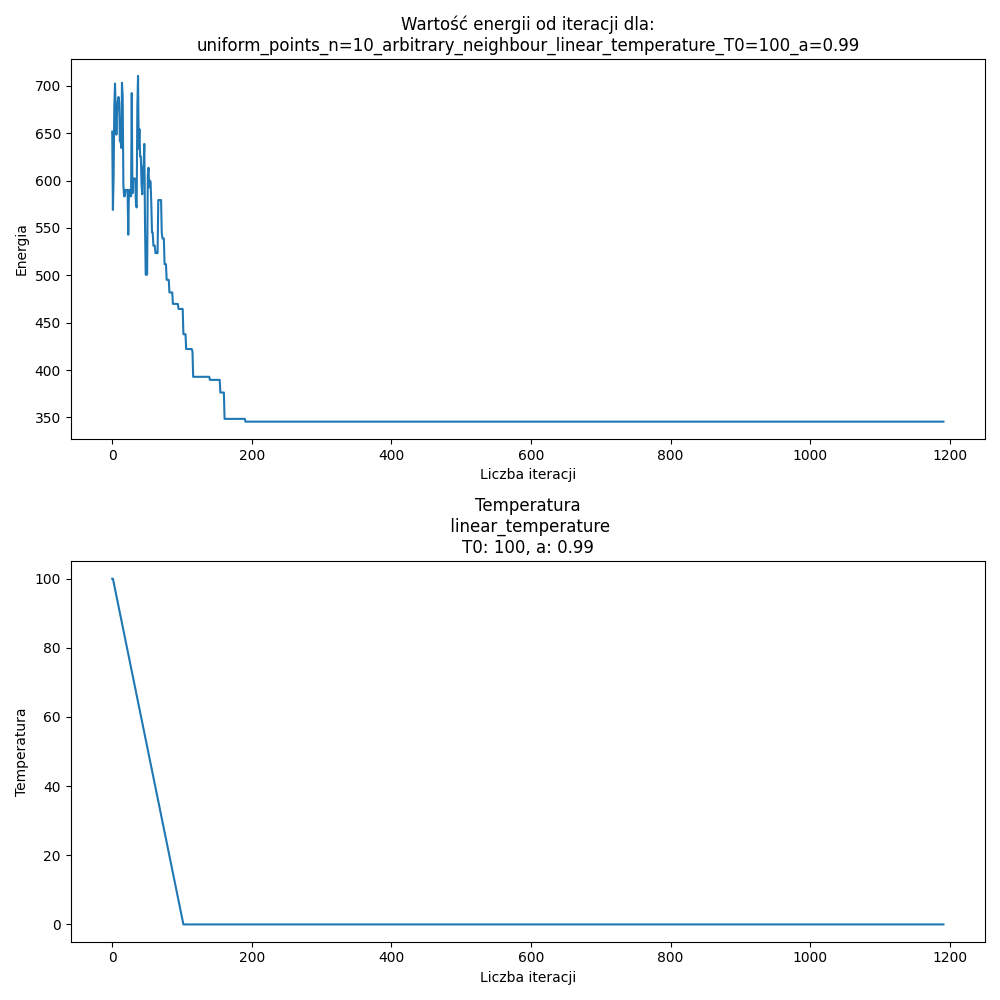 Wartość energii od iteracji dla:
uniform_points_n=10_arbitrary_neighbour_linear_temperature_T0=100_a=0.99
700
650
600
550
500
450
400
350
Energia
0 200 400 600 800 1000 1200
Liczba iteracji
Temperatura
linear_temperature
T0: 100, a: 0.99
100
80
60
40
20
0
Temperatura
0 200 400 600 800 1000 1200
Liczba iteracji